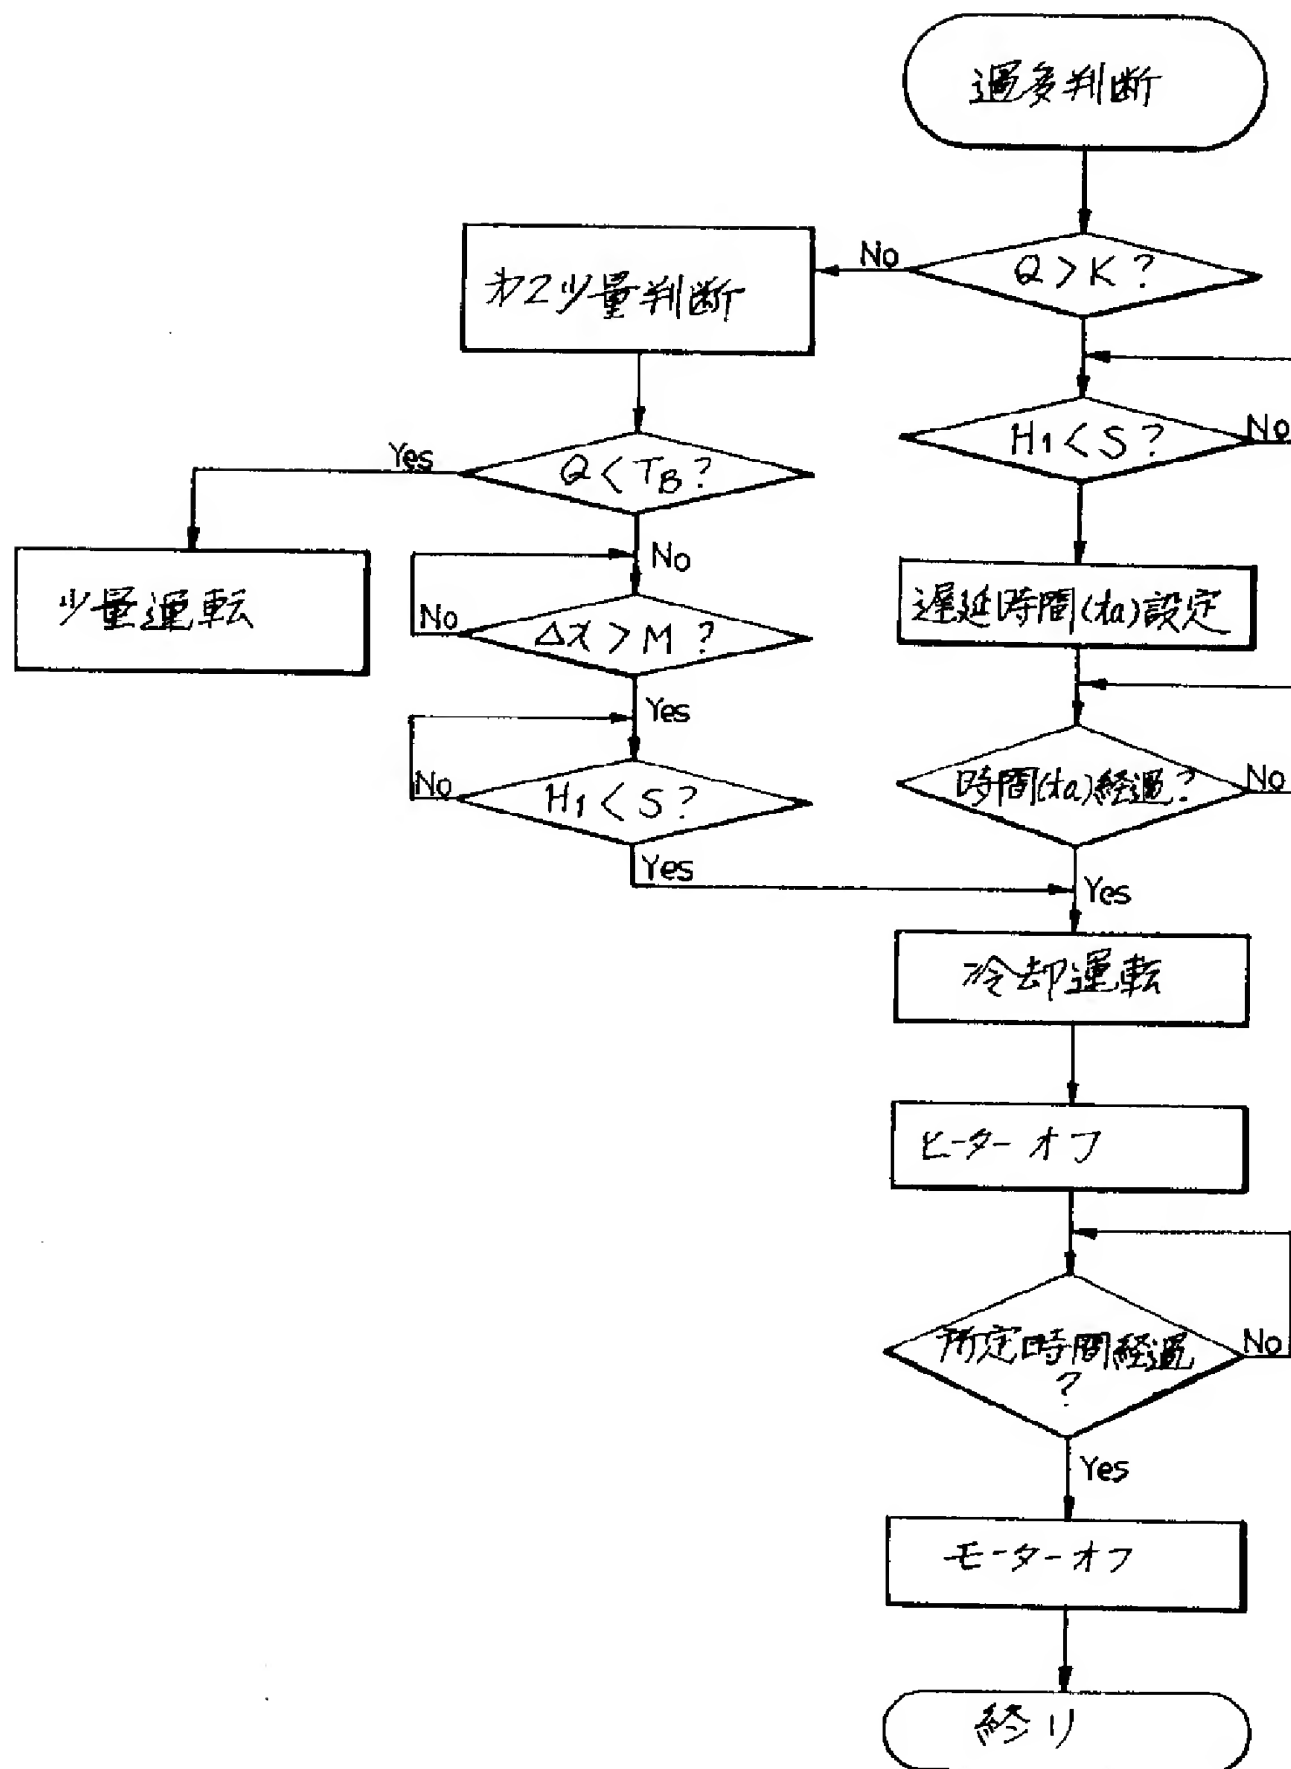 過多判断
Q>K?
No
才2少量判断
H1<S?
No
Q<TB?
Yes
No
少量運転
遅延時間(ta)設定
Δx>M?
No
Yes
時間(ta)経過?
No
H1<S?
No
Yes
Yes
冷却運転
ヒーターオフ
所定時間経過
?
No
Yes
モーターオフ
終り